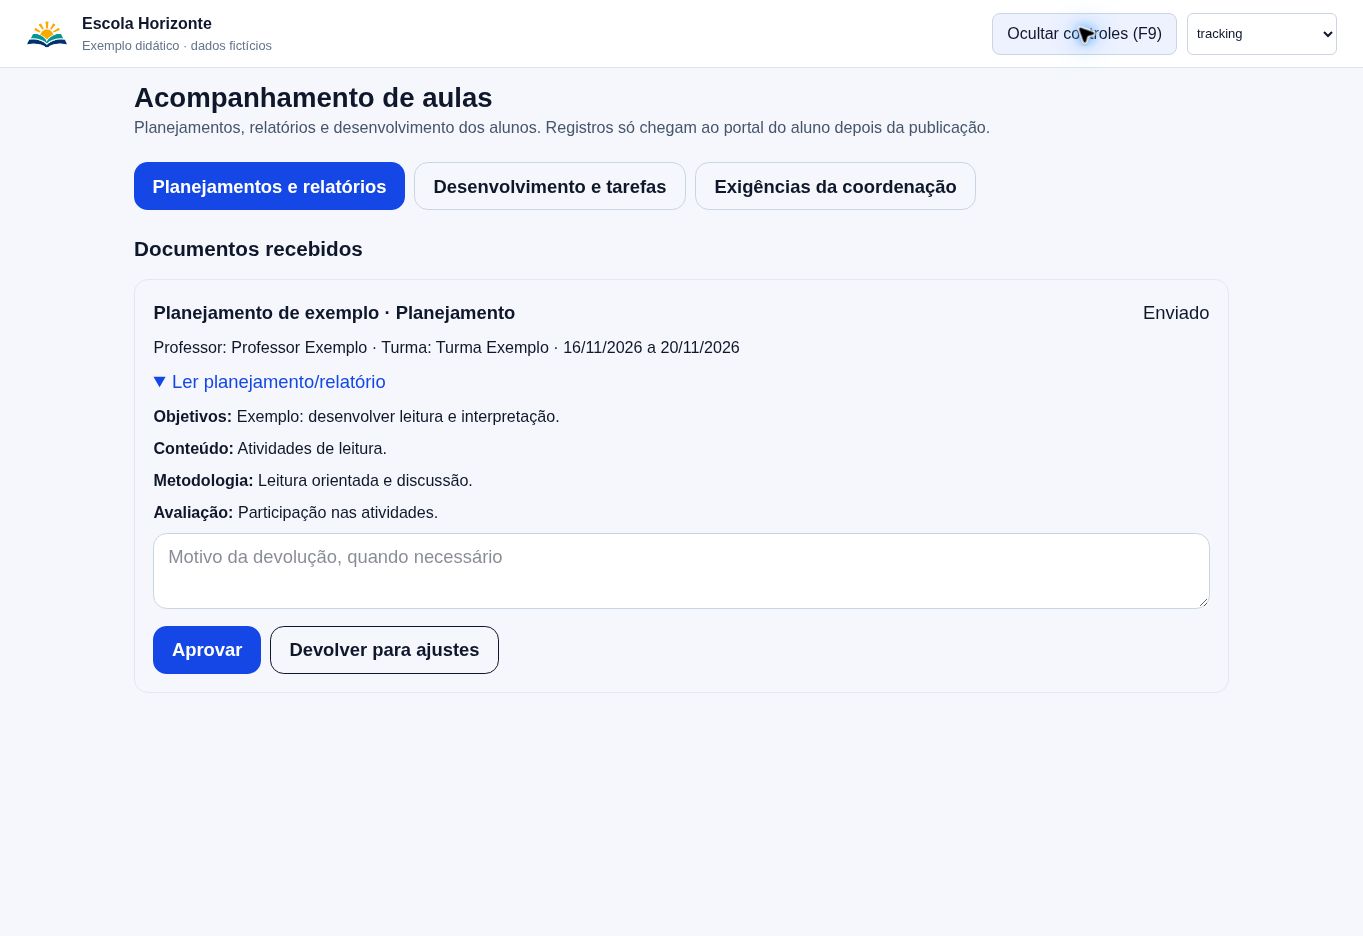 Escola Horizonte
Exemplo didático · dados fictícios
Ocultar controles (F9)
tracking
Acompanhamento de aulas
Planejamentos, relatórios e desenvolvimento dos alunos. Registros só chegam ao portal do aluno depois da publicação.
Planejamentos e relatórios
Desenvolvimento e tarefas
Exigências da coordenação
Documentos recebidos
Planejamento de exemplo · Planejamento
Enviado
Professor: Professor Exemplo · Turma: Turma Exemplo · 16/11/2026 a 20/11/2026
Ler planejamento/relatório
Objetivos: Exemplo: desenvolver leitura e interpretação.
Conteúdo: Atividades de leitura.
Metodologia: Leitura orientada e discussão.
Avaliação: Participação nas atividades.
Motivo da devolução, quando necessário
Aprovar
Devolver para ajustes